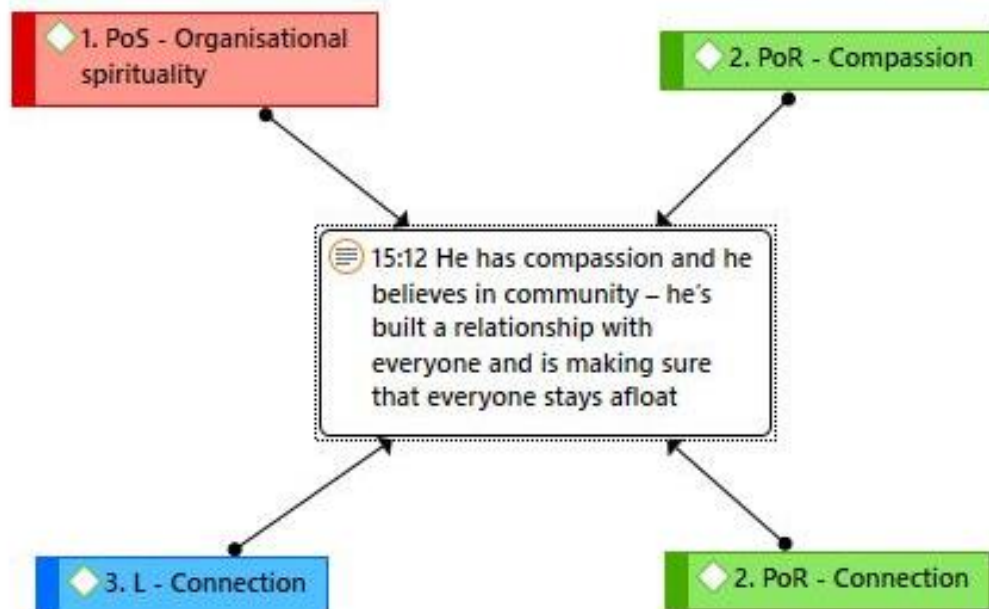 1. PoS - Organisational
spirituality
2. PoR - Compassion
15:12 He has compassion and he
believes in community – he's
built a relationship with
everyone and is making sure
that everyone stays afloat
3. L - Connection
2. PoR - Connection